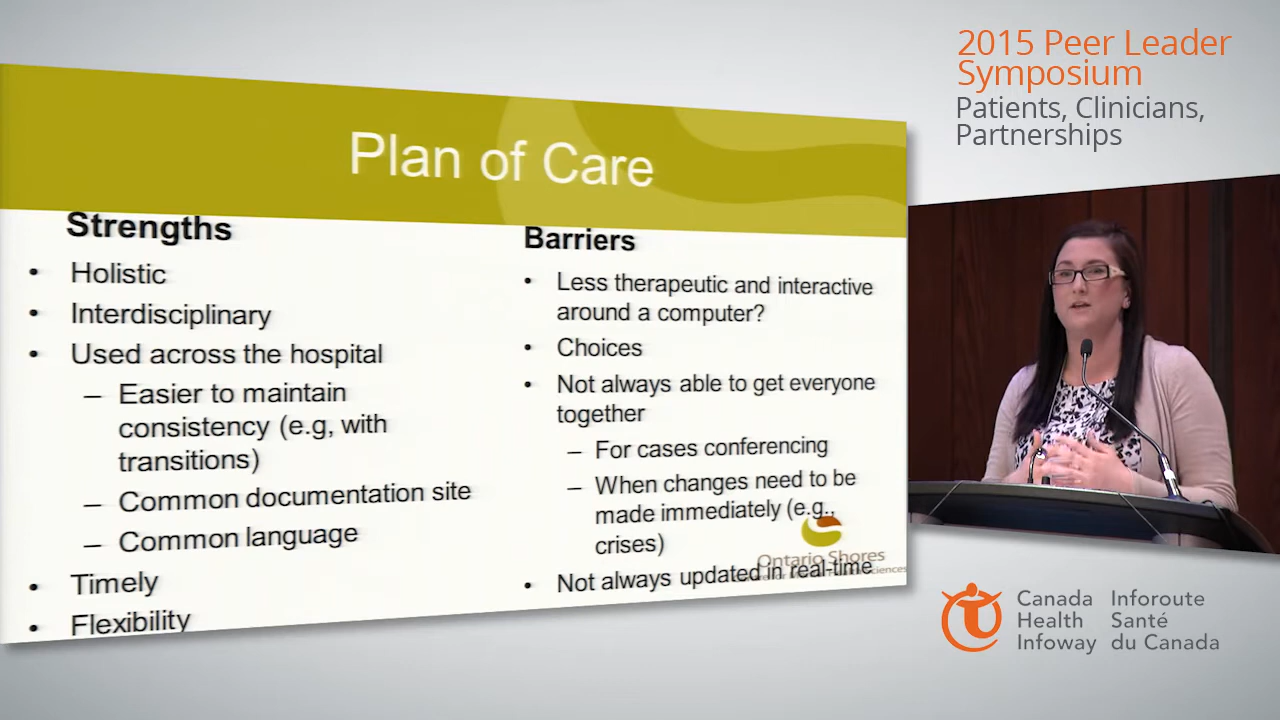 2015 Peer Leader
Symposium
Patients, Clinicians,
Partnerships
Plan of Care
Strengths
• Holistic
• Interdisciplinary
• Used across the hospital
– Easier to maintain
consistency (e.g, with
transitions)
– Common documentation site
– Common language
• Timely
• Flexibility
Barriers
• Less therapeutic and interactive
around a computer?
• Choices
• Not always able to get everyone
together
– For cases conferencing
– When changes need to be
made immediately (e.g.,
crises)
• Not always updated in real-time
Ontario Shores
Canada Inforoute
Health Santé
Infoway du Canada